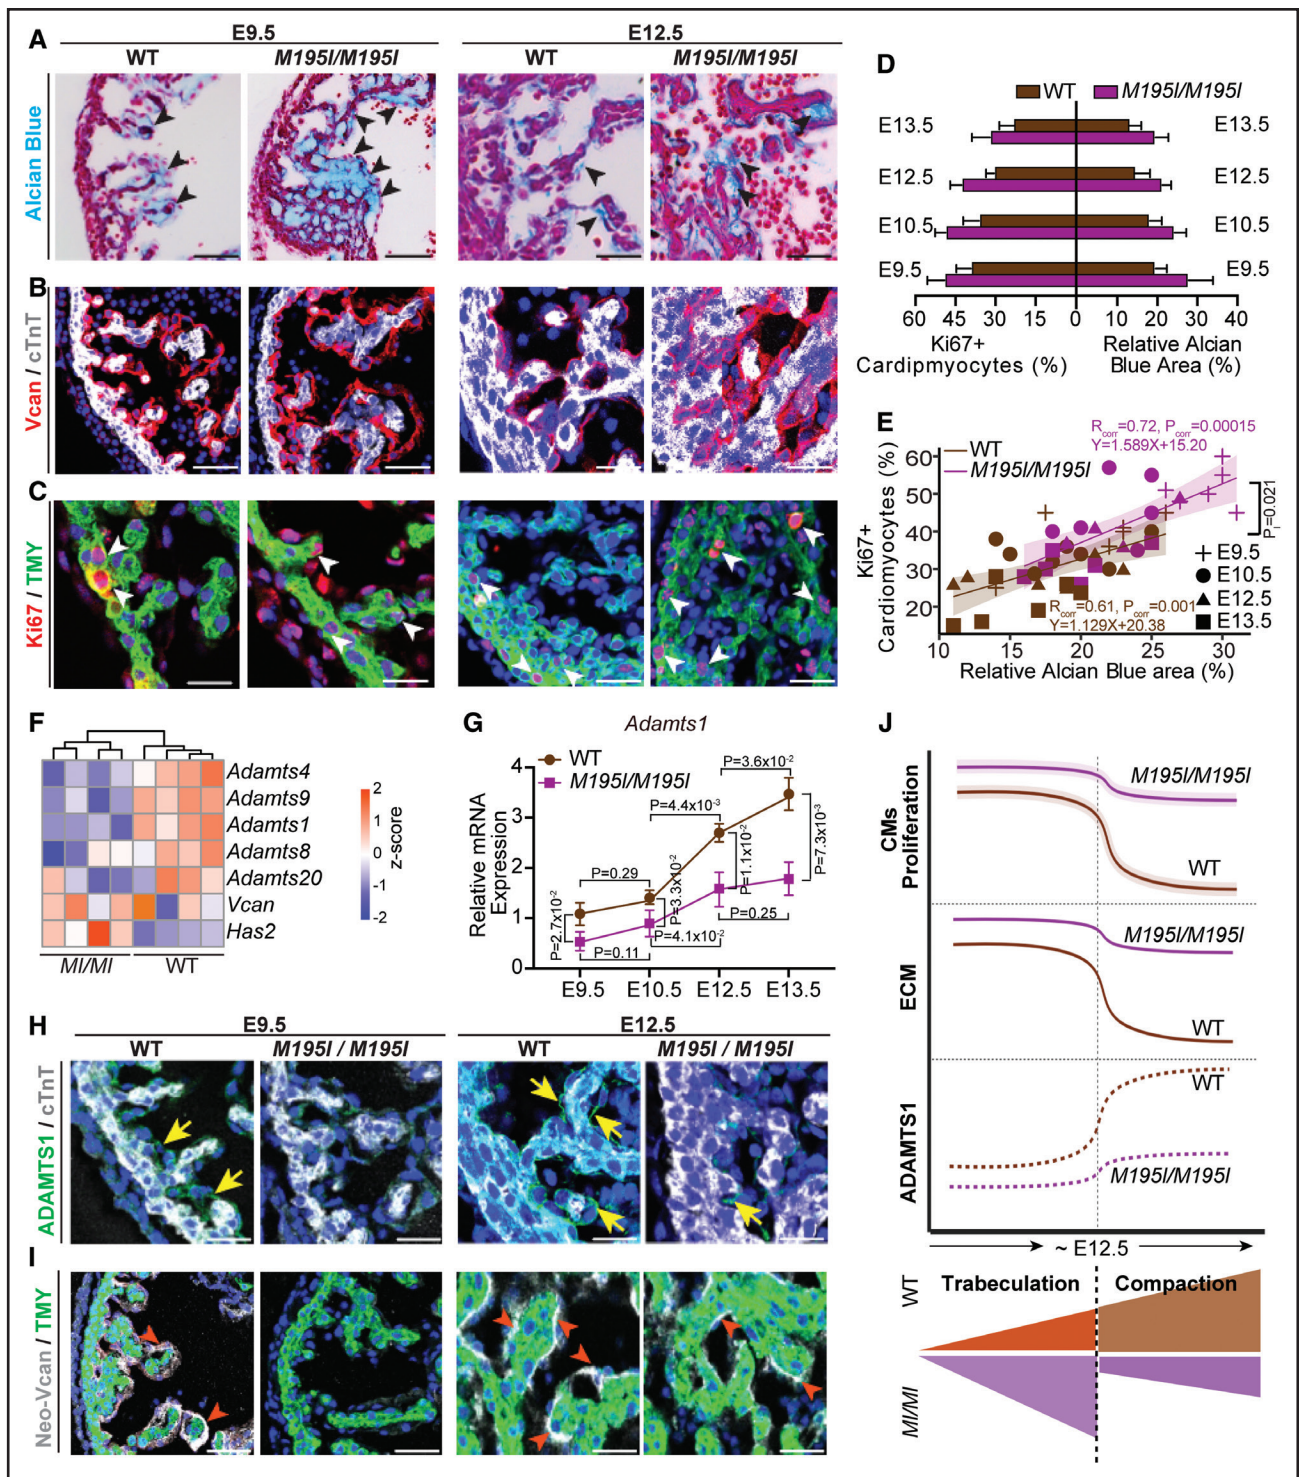 A
E9.5
E12.5
WT
M195I/M195I
WT
M195I/M195I
Alcian Blue
B
Vcan / cTnT
C
Ki67 / TMY
D
WT
M195I/M195I
E13.5
E13.5
E12.5
E12.5
E10.5
E10.5
E9.5
E9.5
60 45 30 15 0 10 20 30 40
Ki67+
Cardipmyocytes (%)
Relative Alcian
Blue Area (%)
E
Rcorr=0.72, Pcorr=0.00015
Y=1.589X+15.20
WT
M195I/M195I
Ki67+
Cardiomyocytes (%)
60
50
40
30
20
PI=0.021
E9.5
E10.5
E12.5
E13.5
Rcorr=0.61, Pcorr=0.001
Y=1.129X+20.38
10 15 20 25 30
Relative Alcian Blue area (%)
F
Adamts4
Adamts9
Adamts1
Adamts8
Adamts20
Vcan
Has2
MI/MI
WT
2
1
0
-1
-2
z-score
G
Adamts1
WT
M195I/M195I
Relative mRNA
Expression
4
3
2
1
0
P=3.6x10-2
P=4.4x10-3
P=0.29
P=2.7x10-2
P=3.3x10-2
P=1.1x10-2
P=7.3x10-3
P=0.11
P=4.1x10-2
P=0.25
E9.5 E10.5 E12.5 E13.5
H
E9.5
E12.5
WT
M195I / M195I
WT
M195I / M195I
ADAMTS1 / cTnT
I
Neo-Vcan / TMY
J
CMs
Proliferation
M195I/M195I
WT
ECM
M195I/M195I
WT
ADAMTS1
WT
M195I/M195I
~ E12.5
WT
Trabeculation
Compaction
MI/MI